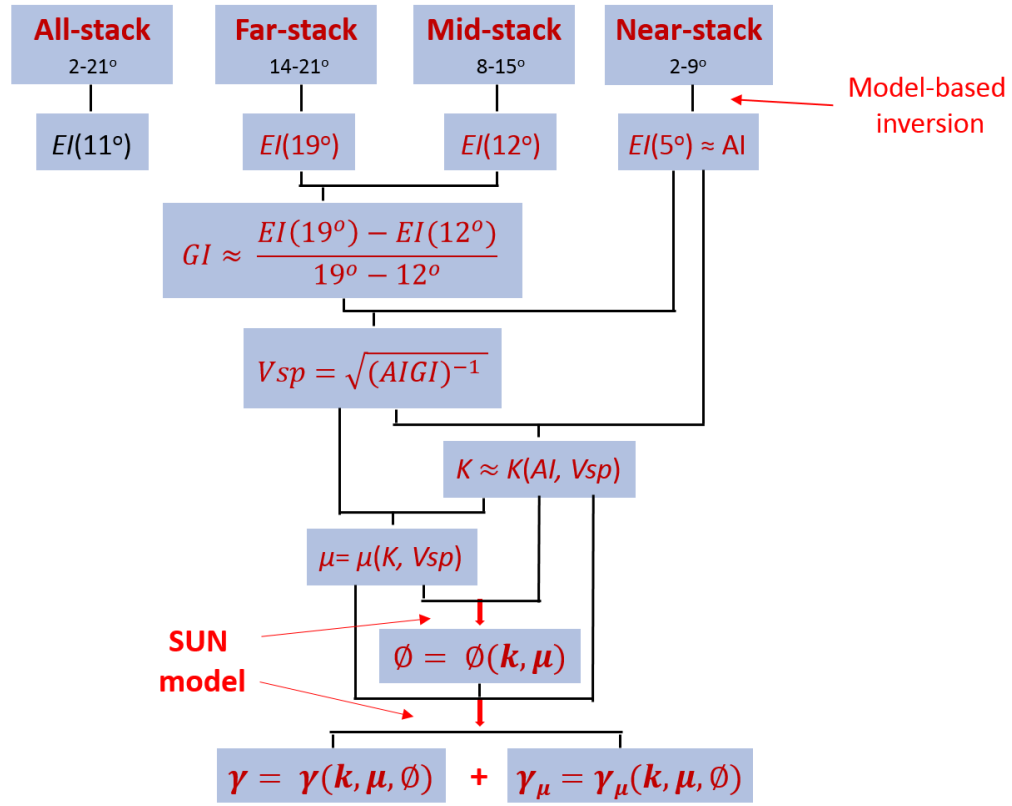 All-stack
2-21°
Far-stack
14-21°
Mid-stack
8-15°
Near-stack
2-9°
Model-based
inversion
EI(11°)
EI(19°)
EI(12°)
EI(5°) ≈ AI
GI ≈ \frac{EI(19^o) − EI(12^o)}{19^o − 12^o}
Vsp = \sqrt{(AIGI)^{−1}}
K ≈ K(AI, Vsp)
μ= μ(K, Vsp)
SUN
model
∅ = ∅(k, μ)
γ = γ(k, μ, ∅) + γ_μ = γ_μ(k, μ, ∅)